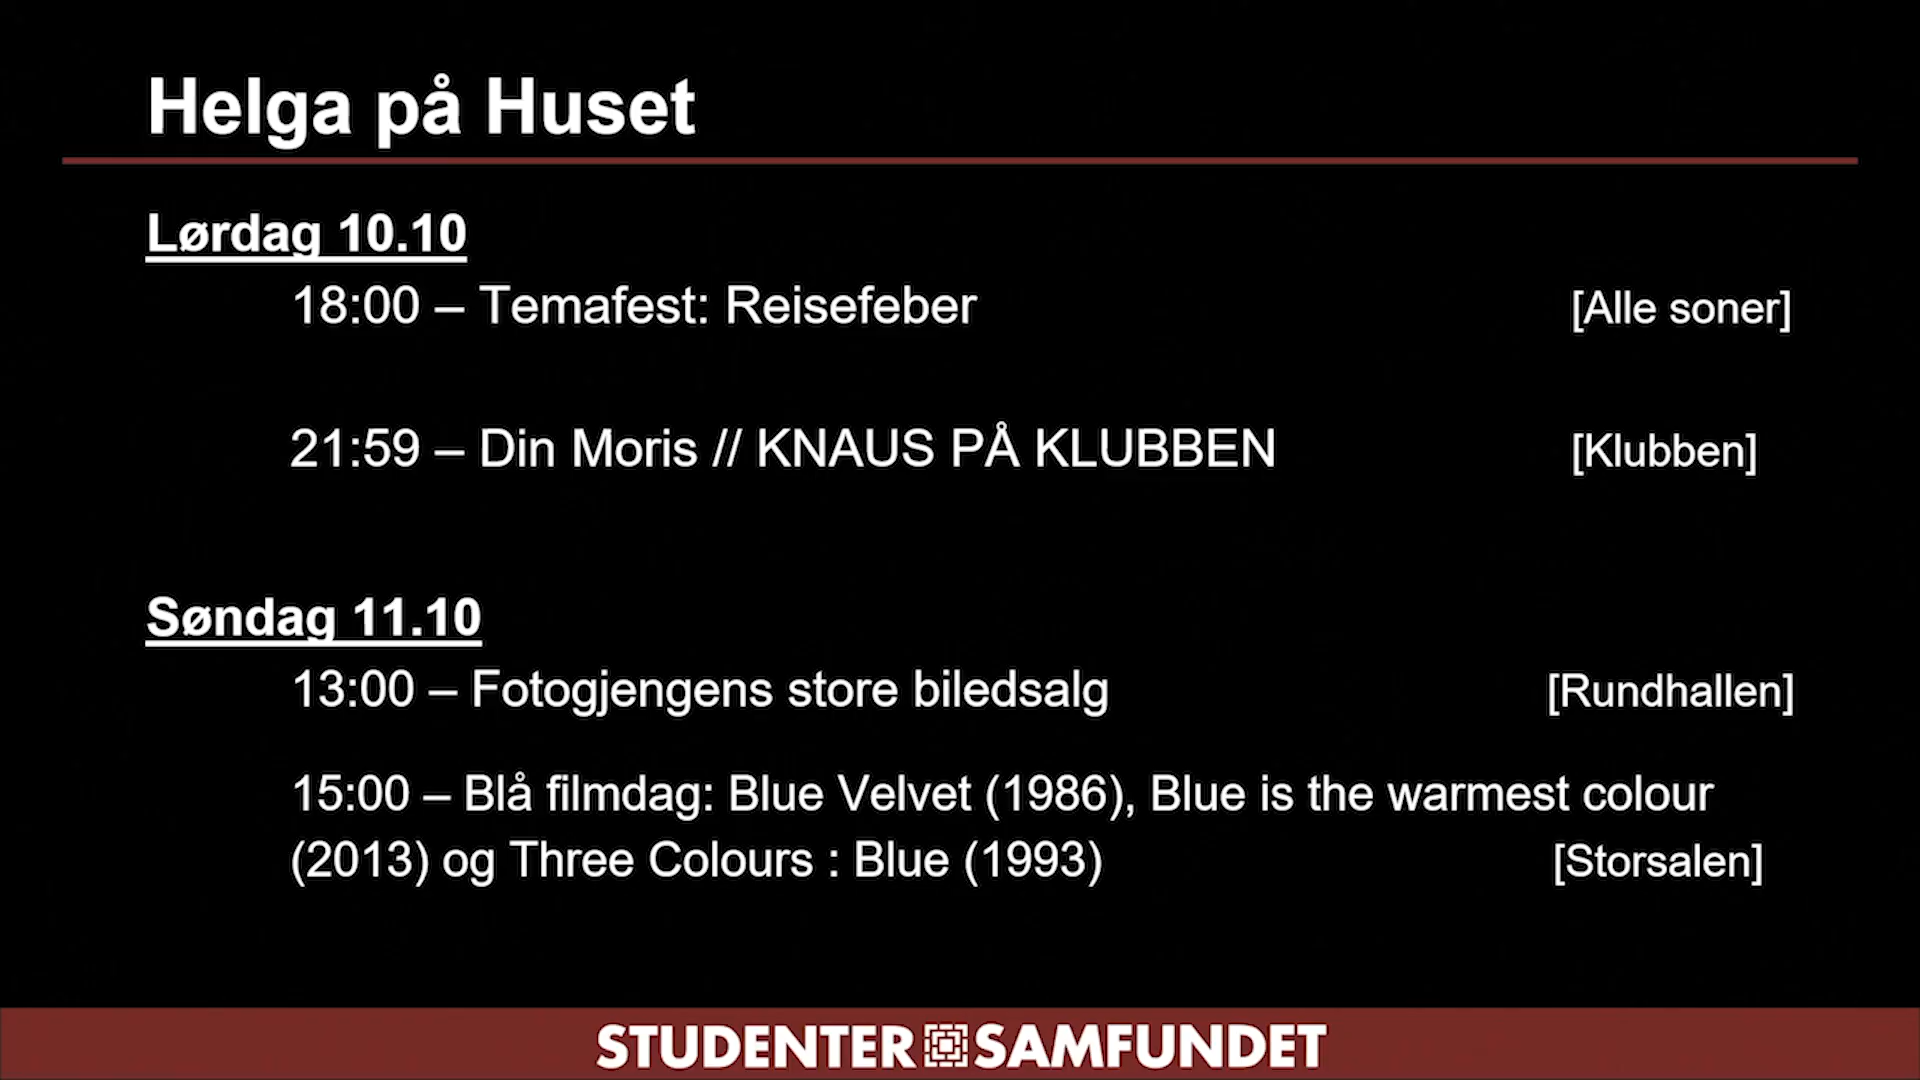 Helga på Huset
Lørdag 10.10
18:00 – Temafest: Reisefeber [Alle soner]
21:59 – Din Moris // KNAUS PÅ KLUBBEN [Klubben]
Søndag 11.10
13:00 – Fotogjengens store biledsalg [Rundhallen]
15:00 – Blå filmdag: Blue Velvet (1986), Blue is the warmest colour
(2013) og Three Colours : Blue (1993) [Storsalen]
STUDENTER SAMFUNDET